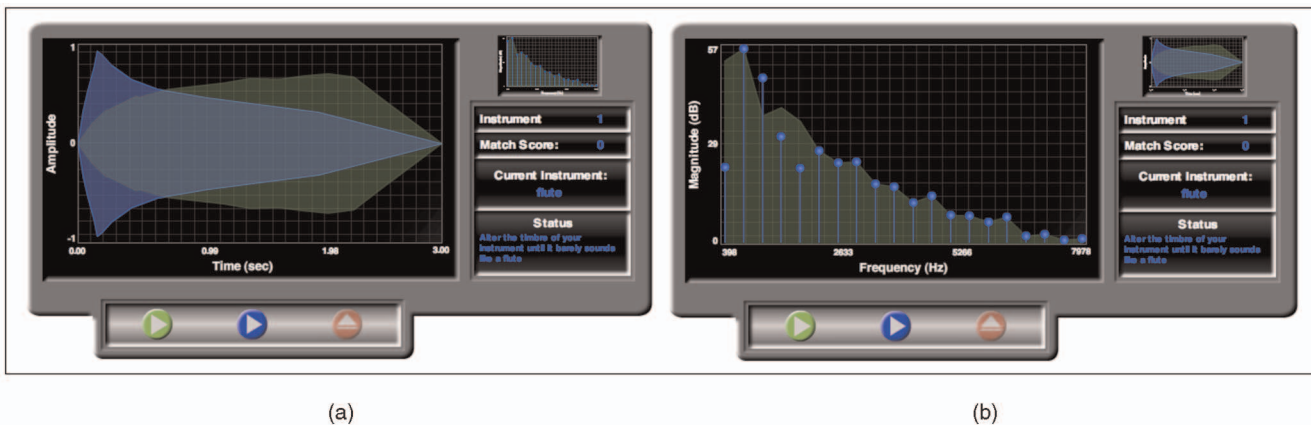 1
0
-1
Amplitude
0.00
0.99
1.98
3.00
Time (sec)
Instrument 1
Match Score: 0
Current Instrument:
flute
Status
Alter the timbre of your
instrument until it barely sounds
like a flute
57
29
0
Magnitude (dB)
398
2633
5266
7978
Frequency (Hz)
Instrument 1
Match Score: 0
Current Instrument:
flute
Status
Alter the timbre of your
instrument until it barely sounds
like a flute
(a)
(b)